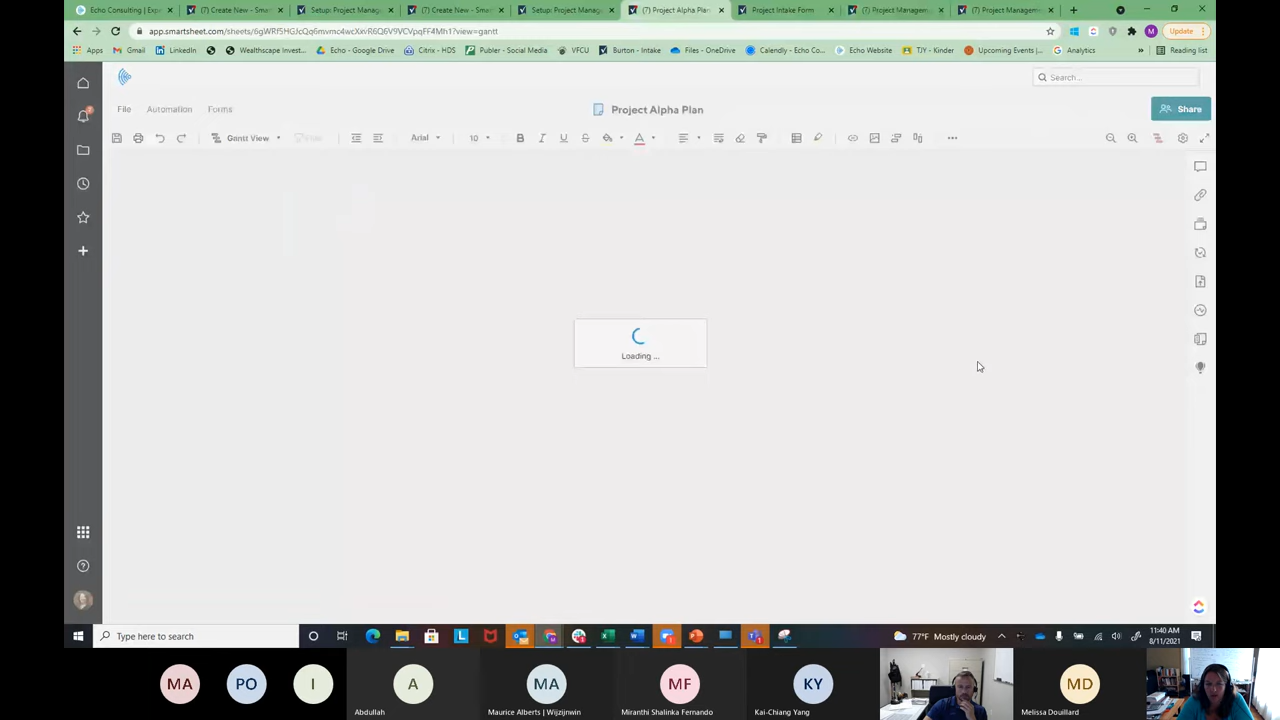 Echo Consulting | Exp
(7) Create New - Smar
Setup: Project Manag
(7) Create New - Smar
Setup: Project Manag
(7) Project Alpha Plan
Project Intake Form
(7) Project Managem
(7) Project Managem
app.smartsheet.com/sheets/6gWRf5HGJcQq6mvmc4wcXxvR6Q6V9VCVpqFF4Mh1?view=gantt
M
Update
Apps
Gmail
LinkedIn
Wealthscape Invest...
Echo - Google Drive
Citrix - HDS
Publer - Social Media
VFCU
Burton - Intake
Files - OneDrive
Calendly - Echo Co...
Echo Website
TJY - Kinder
Upcoming Events |...
Analytics
»
Reading list
Search...
File
Automation
Forms
Project Alpha Plan
Share
Gantt View
Arial
10
B
I
U
S
A
Loading ...
Type here to search
77°F Mostly cloudy
11:40 AM
8/11/2021
MA
PO
I
A
MA
MF
KY
MD
Abdullah
Maurice Alberts | Wijzijnwin
Miranthi Shalinka Fernando
Kai-Chiang Yang
Melissa Douillard